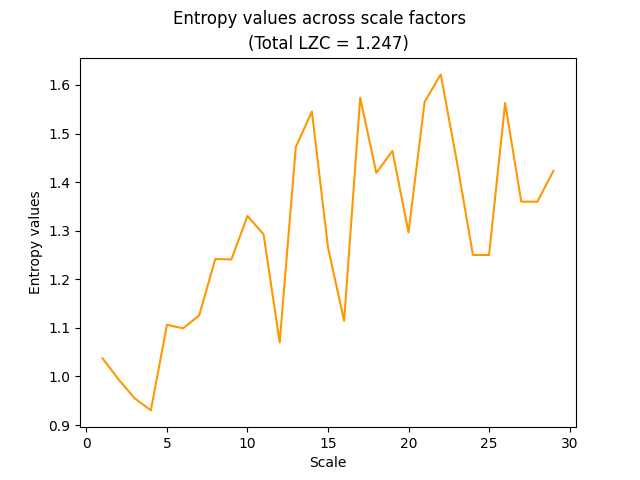 Entropy values across scale factors
(Total LZC = 1.247)
1.6
1.5
1.4
1.3
1.2
1.1
1.0
0.9
Entropy values
0 5 10 15 20 25 30
Scale